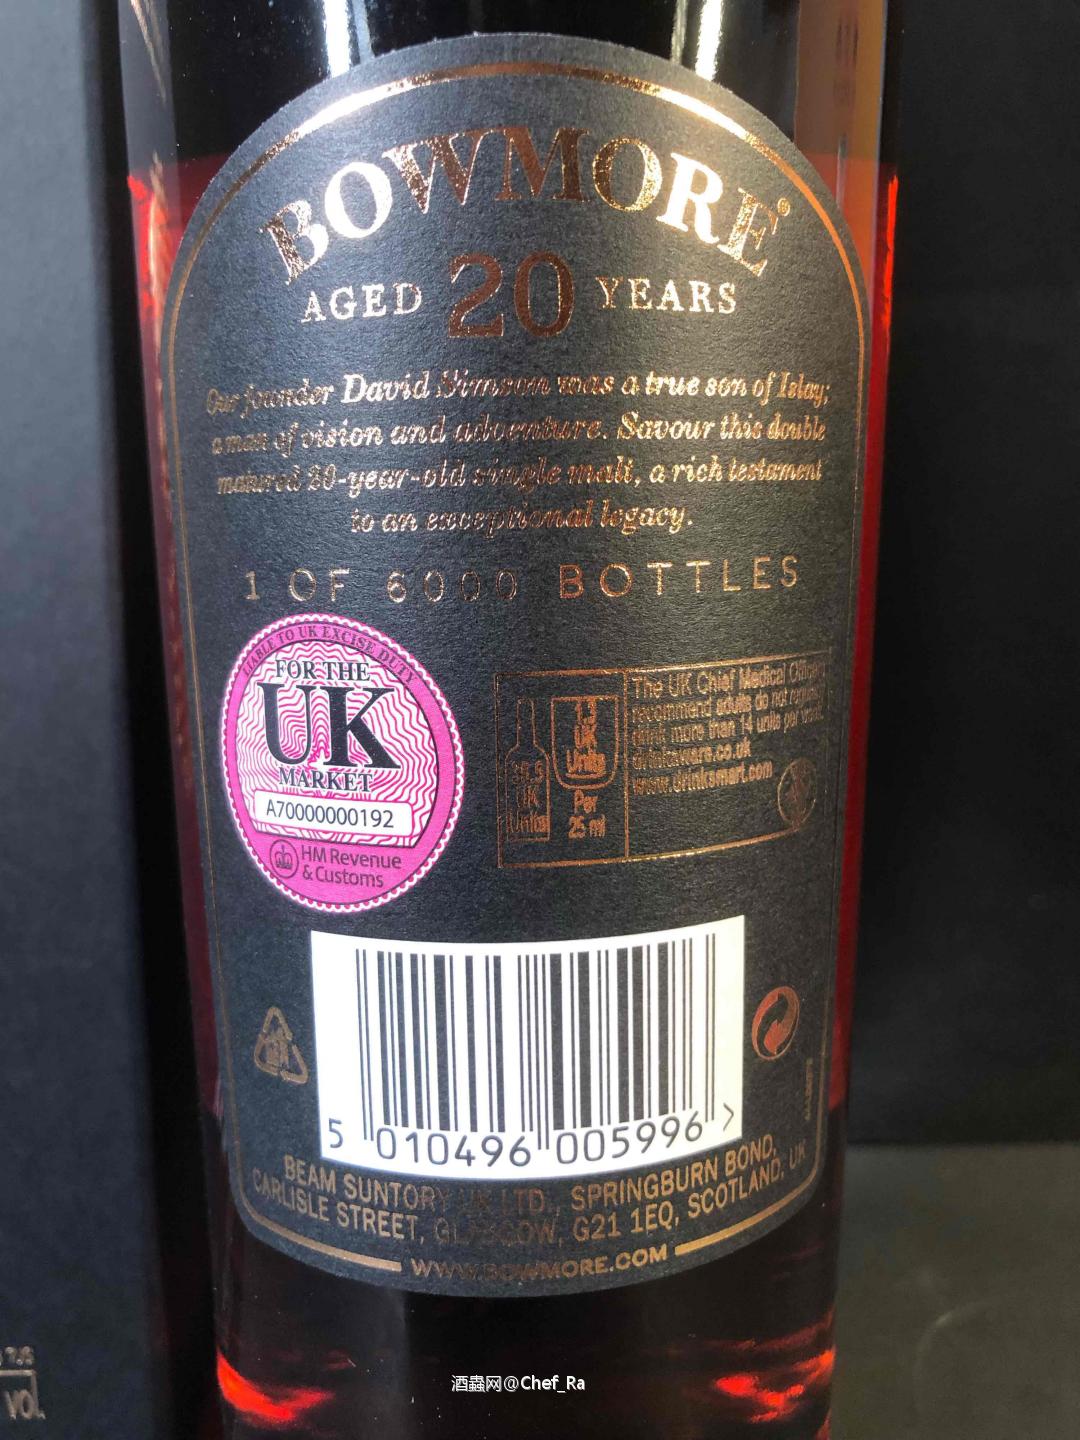 BOWMORE®
AGED 20 YEARS
Our founder David Simson was a true son of Islay;
a man of vision and adventure. Savour this double
matured 20-year-old single malt, a rich testament
to an exceptional legacy.
1 OF 6000 BOTTLES
LIABLE TO UK EXCISE DUTY
FOR THE
UK
MARKET
A70000000192
HM Revenue
& Customs
UK
Units
1.3
UK
Units
Per
25 ml
The UK Chief Medical Officers
recommend adults do not regularly
drink more than 14 units per week.
drinkaware.co.uk
www.drinksmart.com
5 010496 005996 >
BEAM SUNTORY UK LTD., SPRINGBURN BOND,
CARLISLE STREET, GLASGOW, G21 1EQ, SCOTLAND, UK
WWW.BOWMORE.COM
VOL
酒蟲网@Chef_Ra